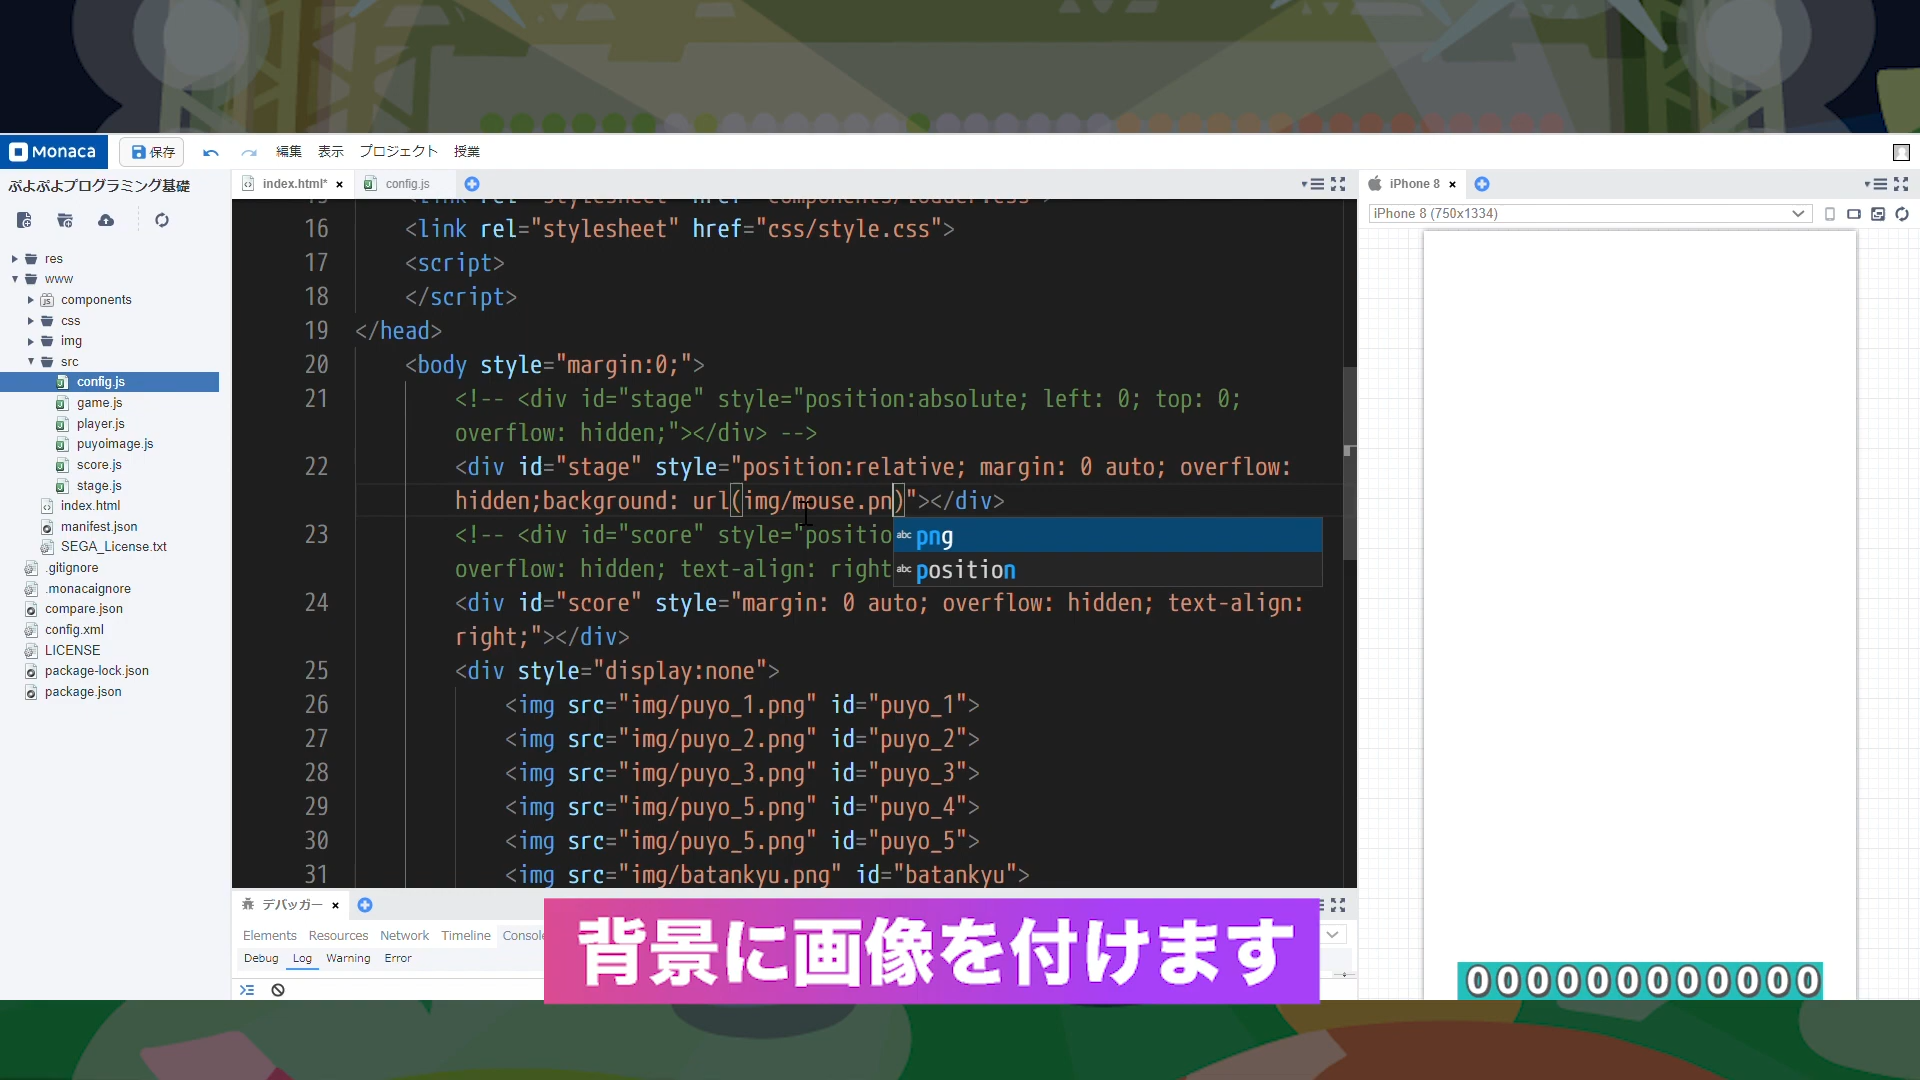 Monaca
保存
編集 表示 プロジェクト 授業
ぷよぷよプログラミング基礎
res
www
components
css
img
src
config.js
game.js
player.js
puyoimage.js
score.js
stage.js
index.html
manifest.json
SEGA_License.txt
.gitignore
.monacaignore
compare.json
config.xml
LICENSE
package-lock.json
package.json
index.html* ×
config.js
16 <link rel="stylesheet" href="css/style.css">
17 <script>
18 </script>
19 </head>
20 <body style="margin:0;">
21 <!-- <div id="stage" style="position:absolute; left: 0; top: 0;
overflow: hidden;"></div> -->
22 <div id="stage" style="position:relative; margin: 0 auto; overflow:
hidden;background: url(img/mouse.pn)"></div>
23 <!-- <div id="score" style="positio
overflow: hidden; text-align: right
png
position
24 <div id="score" style="margin: 0 auto; overflow: hidden; text-align:
right;"></div>
25 <div style="display:none">
26 <img src="img/puyo_1.png" id="puyo_1">
27 <img src="img/puyo_2.png" id="puyo_2">
28 <img src="img/puyo_3.png" id="puyo_3">
29 <img src="img/puyo_5.png" id="puyo_4">
30 <img src="img/puyo_5.png" id="puyo_5">
31 <img src="img/batankyu.png" id="batankyu">
デバッガー ×
Elements Resources Network Timeline Console
Debug Log Warning Error
背景に画像を付けます
iPhone 8 ×
iPhone 8 (750x1334)
000000000000